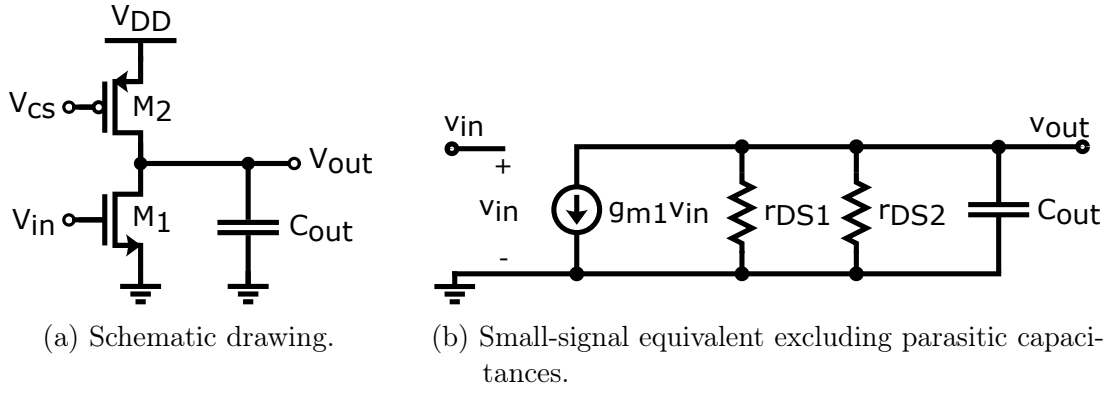 VDD
VCS
M2
Vout
Vin
M1
Cout
vin
+
vin
-
gm1vin
rDS1
rDS2
Cout
vout
(a) Schematic drawing.
(b) Small-signal equivalent excluding parasitic capaci-
tances.